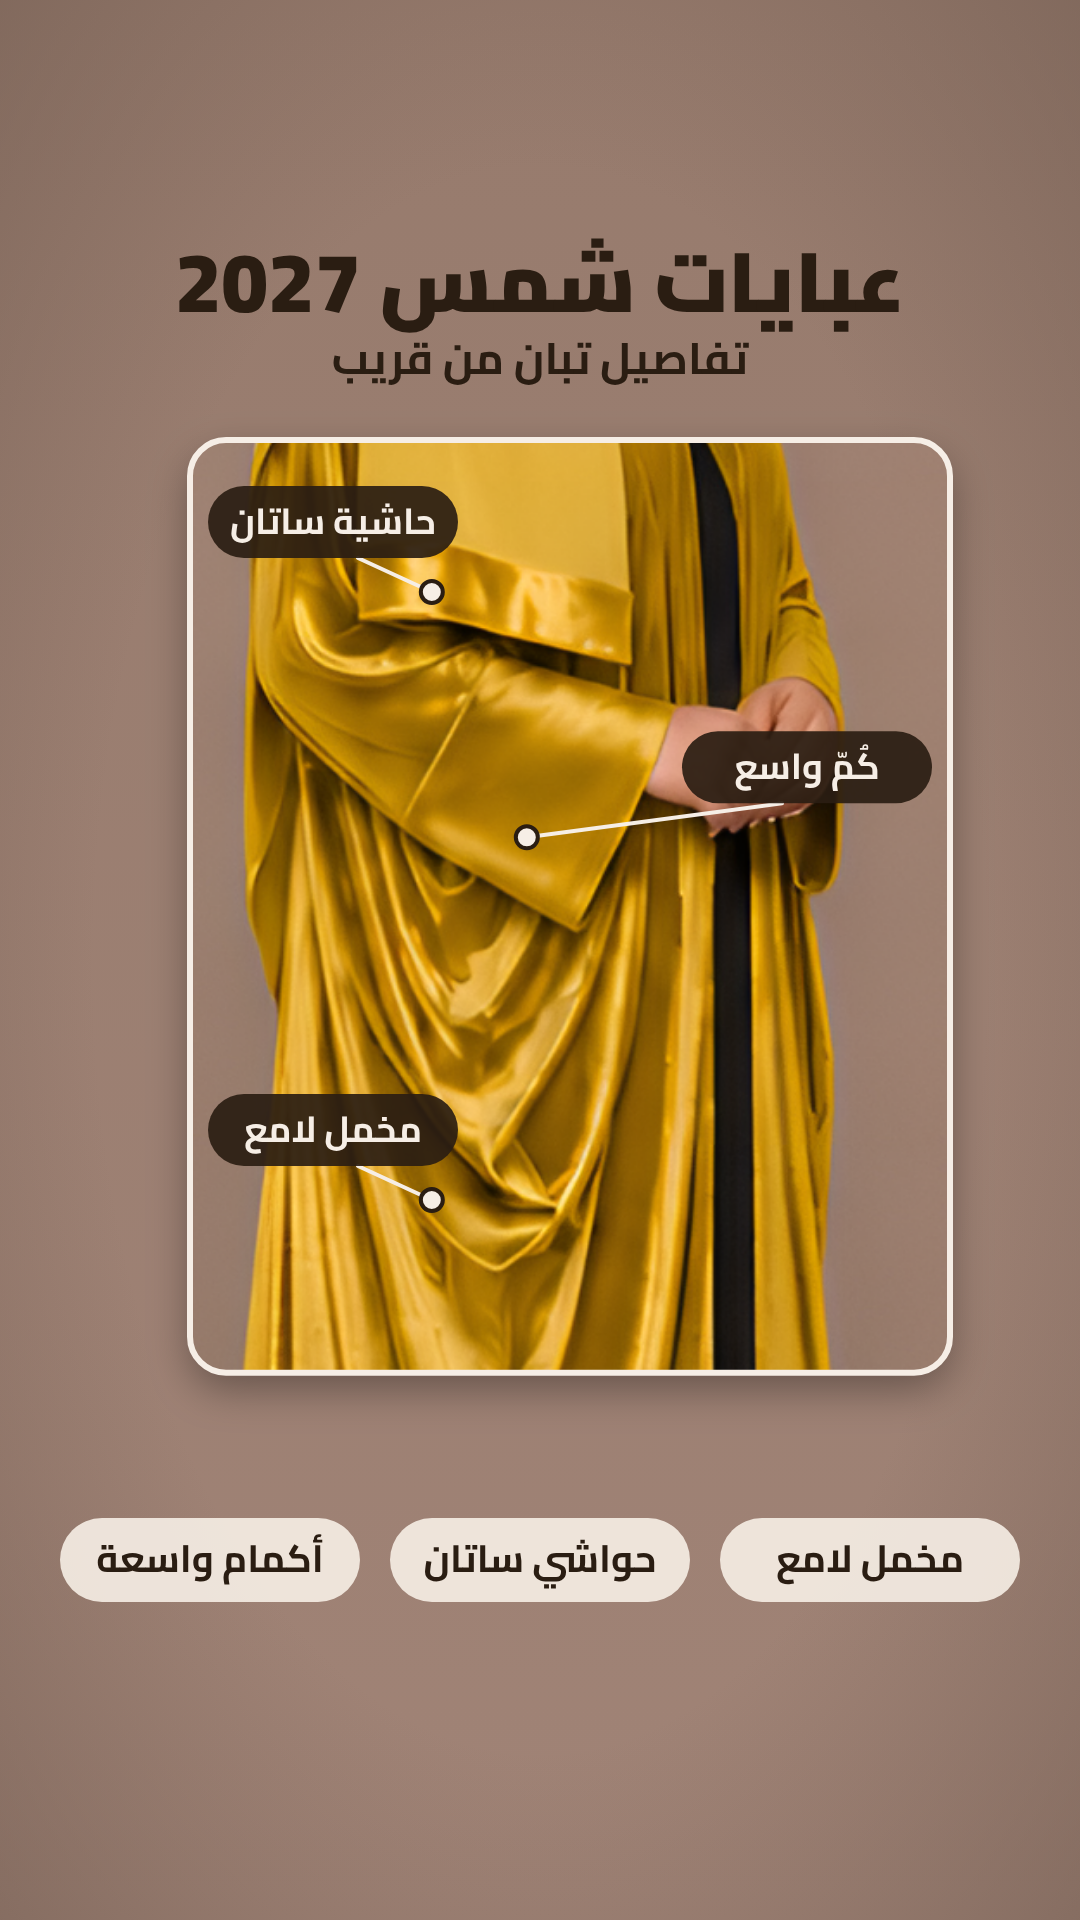 عبايات شمس 2027
تفاصيل تبان من قريب
حاشية ساتان
كُمّ واسع
مخمل لامع
مخمل لامع
حواشي ساتان
أكمام واسعة